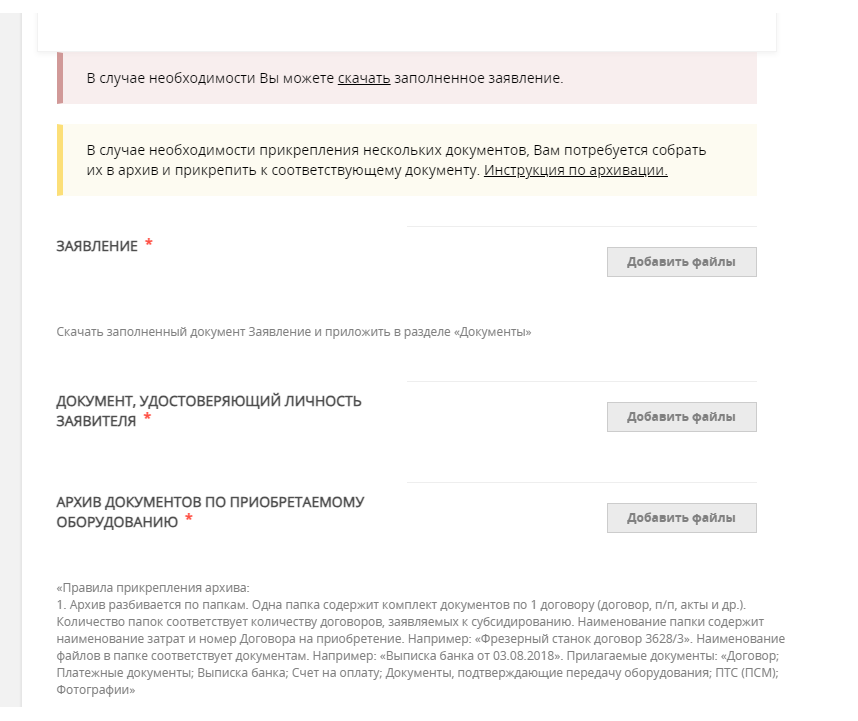 В случае необходимости Вы можете скачать заполненное заявление.
В случае необходимости прикрепления нескольких документов, Вам потребуется собрать
их в архив и прикрепить к соответствующему документу. Инструкция по архивации.
ЗАЯВЛЕНИЕ *
Добавить файлы
Скачать заполненный документ Заявление и приложить в разделе «Документы»
ДОКУМЕНТ, УДОСТОВЕРЯЮЩИЙ ЛИЧНОСТЬ
ЗАЯВИТЕЛЯ *
Добавить файлы
АРХИВ ДОКУМЕНТОВ ПО ПРИОБРЕТАЕМОМУ
ОБОРУДОВАНИЮ *
Добавить файлы
«Правила прикрепления архива:
1. Архив разбивается по папкам. Одна папка содержит комплект документов по 1 договору (договор, п/п, акты и др.).
Количество папок соответствует количеству договоров, заявляемых к субсидированию. Наименование папки содержит
наименование затрат и номер Договора на приобретение. Например: «Фрезерный станок договор 3628/3». Наименование
файлов в папке соответствует документам. Например: «Выписка банка от 03.08.2018». Прилагаемые документы: «Договор;
Платежные документы; Выписка банка; Счет на оплату; Документы, подтверждающие передачу оборудования; ПТС (ПСМ);
Фотографии»